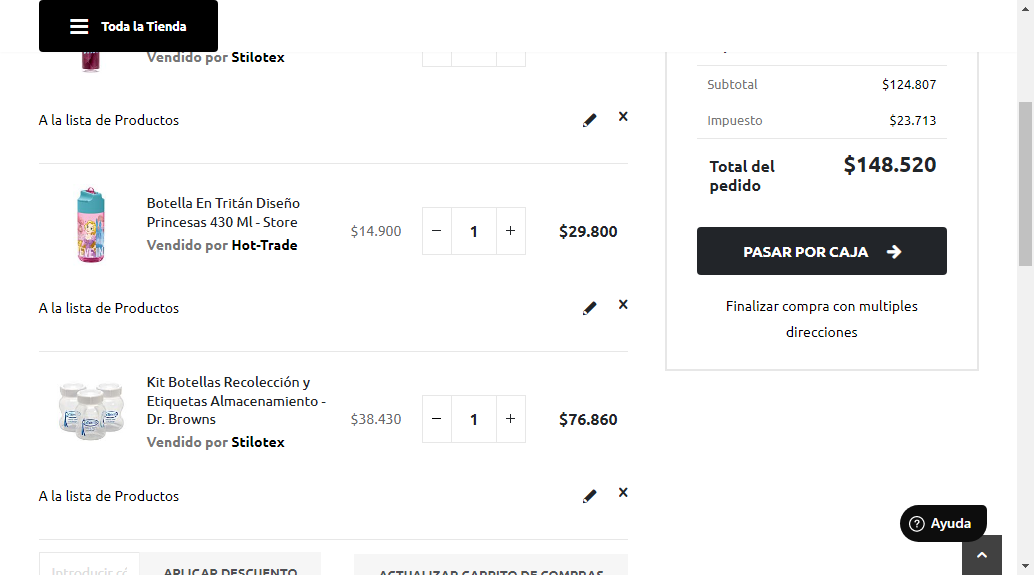 Toda la Tienda
Vendido por Stilotex
A la lista de Productos
Botella En Tritán Diseño
Princesas 430 Ml - Store
Vendido por Hot-Trade
$14.900
1
$29.800
A la lista de Productos
Kit Botellas Recolección y
Etiquetas Almacenamiento -
Dr. Browns
Vendido por Stilotex
$38.430
1
$76.860
A la lista de Productos
APLICAR DESCUENTO
ACTUALIZAR CARRITO DE COMPRAS
Subtotal $124.807
Impuesto $23.713
Total del
pedido
$148.520
PASAR POR CAJA
Finalizar compra con multiples
direcciones
Ayuda